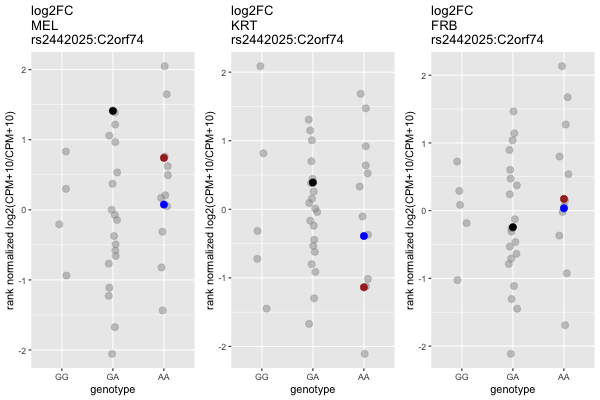 log2FC
MEL
rs2442025:C2orf74
rank normalized log2(CPM+10/CPM+10)
2
1
0
-1
-2
GG
GA
AA
genotype
log2FC
KRT
rs2442025:C2orf74
rank normalized log2(CPM+10/CPM+10)
2
1
0
-1
-2
GG
GA
AA
genotype
log2FC
FRB
rs2442025:C2orf74
rank normalized log2(CPM+10/CPM+10)
2
1
0
-1
-2
GG
GA
AA
genotype